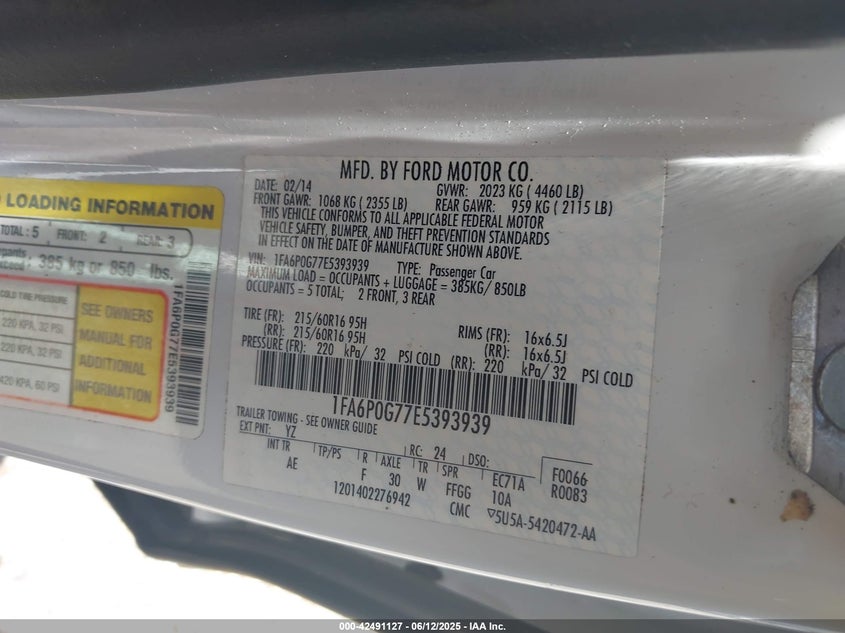 LOADING INFORMATION
TOTAL : 5 FRONT: 2 REAR: 3
385 kg or 850 lbs.
COLD TIRE PRESSURE
220 KPA, 32 PSI
220 KPA, 32 PSI
420 KPA, 60 PSI
SEE OWNERS
MANUAL FOR
ADDITIONAL
INFORMATION
1FA6P0G77E5393939
MFD. BY FORD MOTOR CO.
DATE: 02/14 GVWR: 2023 KG ( 4460 LB)
FRONT GAWR: 1068 KG ( 2355 LB) REAR GAWR: 959 KG ( 2115 LB)
THIS VEHICLE CONFORMS TO ALL APPLICABLE FEDERAL MOTOR
VEHICLE SAFETY, BUMPER, AND THEFT PREVENTION STANDARDS
IN EFFECT ON THE DATE OF MANUFACTURE SHOWN ABOVE.
VIN: 1FA6P0G77E5393939 TYPE: Passenger Car
MAXIMUM LOAD = OCCUPANTS + LUGGAGE = 385KG/ 850LB
OCCUPANTS = 5 TOTAL; 2 FRONT, 3 REAR
TIRE (FR): 215/60R16 95H RIMS (FR): 16x6.5J
(RR): 215/60R16 95H (RR): 16x6.5J
PRESSURE (FR): 220 kPa/ 32 PSI COLD (RR): 220 kPa/ 32 PSI COLD
1FA6P0G77E5393939
TRAILER TOWING - SEE OWNER GUIDE
EXT PNT: YZ RC: 24 DSO: F0066
INT TR TP/PS R AXLE TR SPR EC71A R0083
AE F 30 W FFGG 10A
1201402276942 CMC 5U5A-5420472-AA
000-42491127 - 06/12/2025 - IAA Inc.